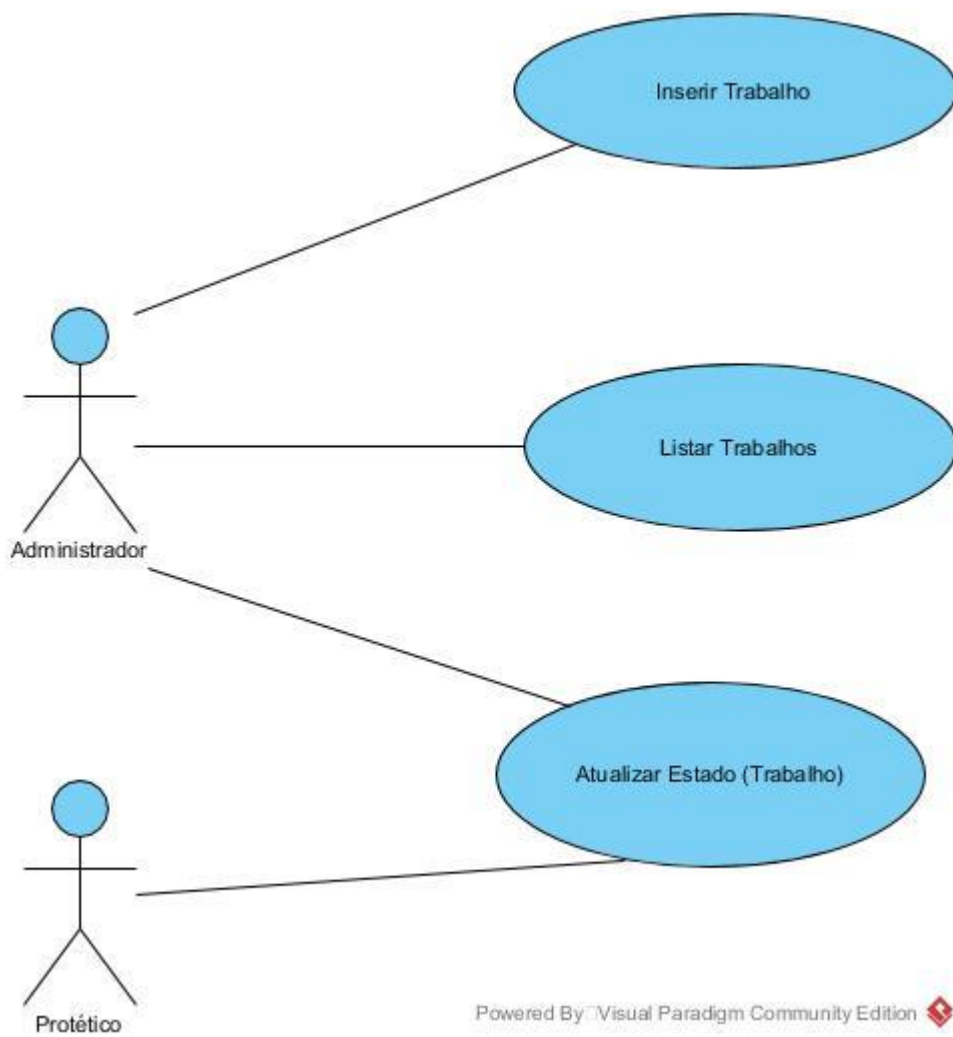 Inserir Trabalho
Listar Trabalhos
Administrador
Atualizar Estado (Trabalho)
Protético
Powered By Visual Paradigm Community Edition